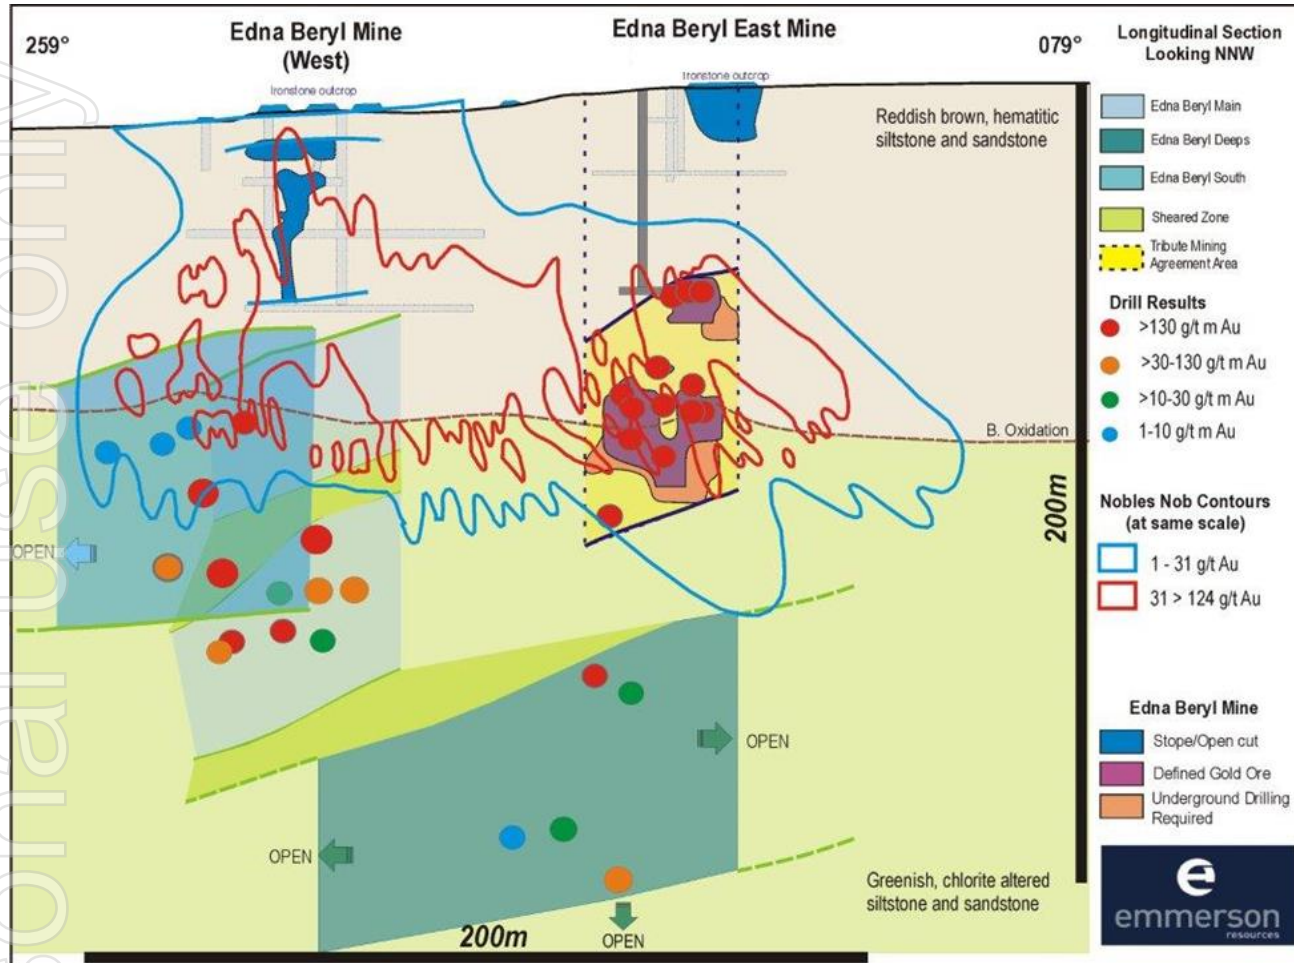 259°
Edna Beryl Mine
(West)
Edna Beryl East Mine
079°
Ironstone outcrop
Ironstone outcrop
Reddish brown, hematitic
siltstone and sandstone
B. Oxidation
200m
OPEN
OPEN
OPEN
OPEN
Greenish, chlorite altered
siltstone and sandstone
200m
Longitudinal Section
Looking NNW
Edna Beryl Main
Edna Beryl Deeps
Edna Beryl South
Sheared Zone
Tribute Mining
Agreement Area
Drill Results
>130 g/t m Au
>30-130 g/t m Au
>10-30 g/t m Au
1-10 g/t m Au
Nobles Nob Contours
(at same scale)
1 - 31 g/t Au
31 > 124 g/t Au
Edna Beryl Mine
Stope/Open cut
Defined Gold Ore
Underground Drilling
Required
e
emmerson
resources
onal use only